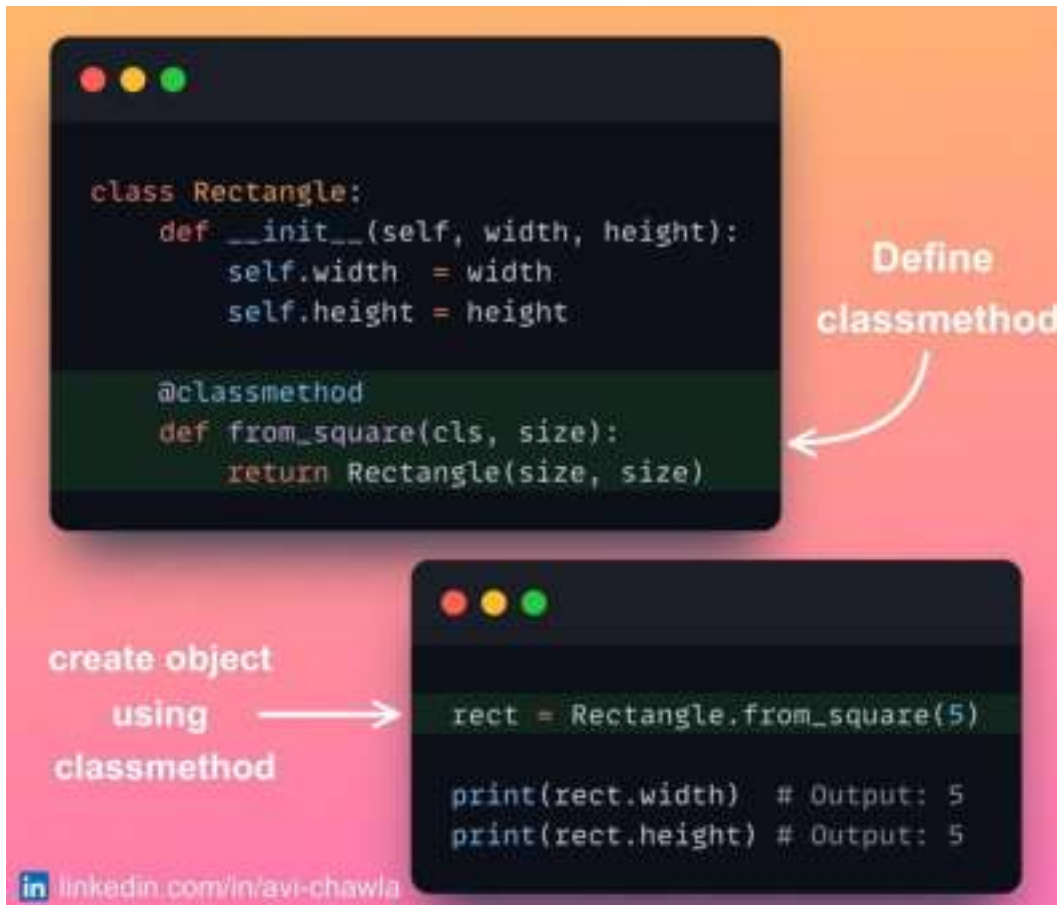 class Rectangle:
    def __init__(self, width, height):
        self.width  = width
        self.height = height
    @classmethod
    def from_square(cls, size):
        return Rectangle(size, size)
Define
classmethod
create object
using
classmethod
rect = Rectangle.from_square(5)
print(rect.width)  # Output: 5
print(rect.height) # Output: 5
in linkedin.com/in/avi-chawla